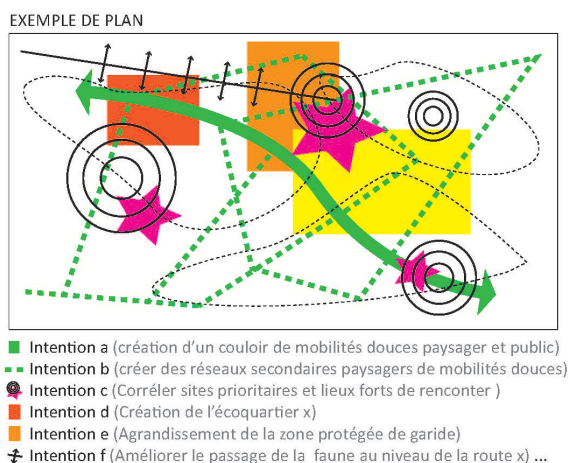 EXEMPLE DE PLAN
Intention a (création d'un couloir de mobilités douces paysager et public)
Intention b (créer des réseaux secondaires paysagers de mobilités douces)
Intention c (Corréler sites prioritaires et lieux forts de renconter )
Intention d (Création de l'écoquartier x)
Intention e (Agrandissement de la zone protégée de garide)
Intention f (Améliorer le passage de la faune au niveau de la route x) ...